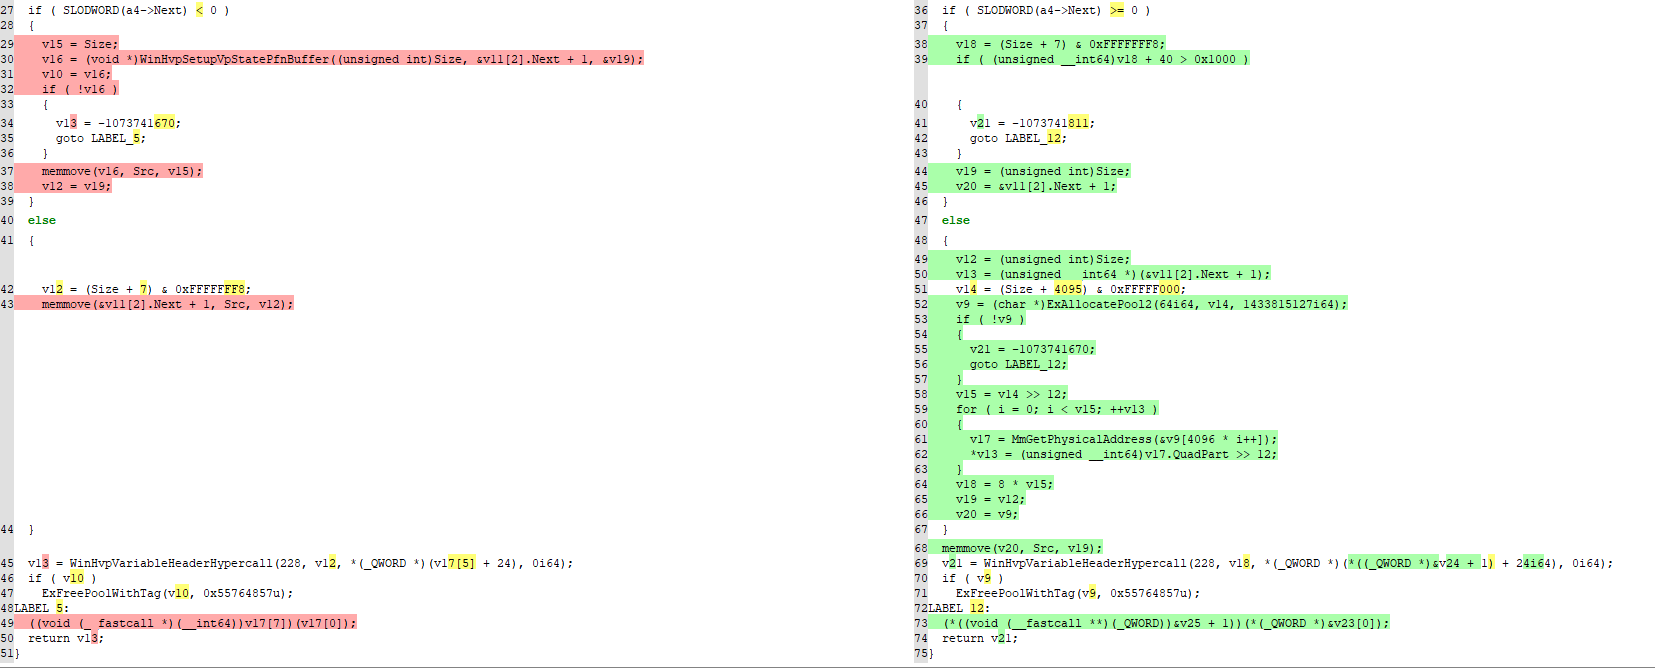 27 if ( SLODWORD(a4->Next) < 0 )
28 {
29 v15 = Size;
30 v16 = (void *)WinHvpSetupVpStatePfnBuffer((unsigned int)Size, &v11[2].Next + 1, &v19);
31 v10 = v16;
32 if ( !v16 )
33 {
34 v13 = -1073741670;
35 goto LABEL_5;
36 }
37 memmove(v16, Src, v15);
38 v12 = v19;
39 }
40 else
41 {
42 v12 = (Size + 7) & 0xFFFFFFF8;
43 memmove(&v11[2].Next + 1, Src, v12);
44 }
45 v13 = WinHvpVariableHeaderHypercall(228, v12, *(_QWORD *)(v17[5] + 24), 0i64);
46 if ( v10 )
47 ExFreePoolWithTag(v10, 0x55764857u);
48LABEL_5:
49 ((void (__fastcall *)(__int64))v17[7])(v17[0]);
50 return v13;
51}
36 if ( SLODWORD(a4->Next) >= 0 )
37 {
38 v18 = (Size + 7) & 0xFFFFFFF8;
39 if ( (unsigned __int64)v18 + 40 > 0x1000 )
40 {
41 v21 = -1073741811;
42 goto LABEL_12;
43 }
44 v19 = (unsigned int)Size;
45 v20 = &v11[2].Next + 1;
46 }
47 else
48 {
49 v12 = (unsigned int)Size;
50 v13 = (unsigned __int64 *)(&v11[2].Next + 1);
51 v14 = (Size + 4095) & 0xFFFFF000;
52 v9 = (char *)ExAllocatePool2(64i64, v14, 1433815127i64);
53 if ( !v9 )
54 {
55 v21 = -1073741670;
56 goto LABEL_12;
57 }
58 v15 = v14 >> 12;
59 for ( i = 0; i < v15; ++v13 )
60 {
61 v17 = MmGetPhysicalAddress(&v9[4096 * i++]);
62 *v13 = (unsigned __int64)v17.QuadPart >> 12;
63 }
64 v18 = 8 * v15;
65 v19 = v12;
66 v20 = v9;
67 }
68 memmove(v20, Src, v19);
69 v21 = WinHvpVariableHeaderHypercall(228, v18, *(_QWORD *)(*((_QWORD *)&v24 + 1) + 24i64), 0i64);
70 if ( v9 )
71 ExFreePoolWithTag(v9, 0x55764857u);
72LABEL_12:
73 (*((void (__fastcall **)(_QWORD))&v25 + 1))(*(_QWORD *)&v23[0]);
74 return v21;
75}